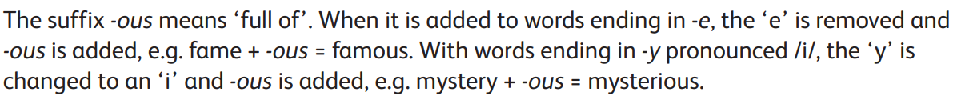 The suffix -ous means ‘full of’. When it is added to words ending in -e, the ‘e’ is removed and
-ous is added, e.g. fame + -ous = famous. With words ending in -y pronounced /i/, the ‘y’ is
changed to an ‘i’ and -ous is added, e.g. mystery + -ous = mysterious.